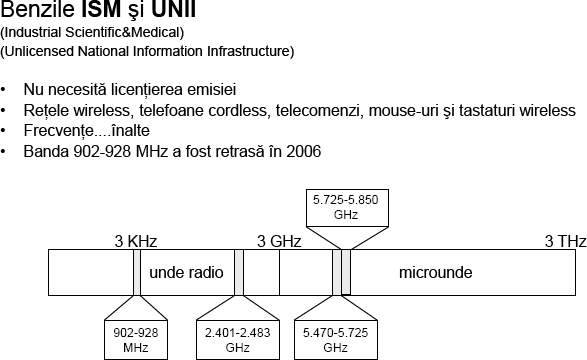 Benzile ISM şi UNII
(Industrial Scientific&Medical)
(Unlicensed National Information Infrastructure)
• Nu necesită licenţierea emisiei
• Reţele wireless, telefoane cordless, telecomenzi, mouse-uri şi tastaturi wireless
• Frecvenţe....înalte
• Banda 902-928 MHz a fost retrasă în 2006
5.725-5.850
GHz
3 KHz 3 GHz 3 THz
unde radio microunde
902-928
MHz
2.401-2.483
GHz
5.470-5.725
GHz